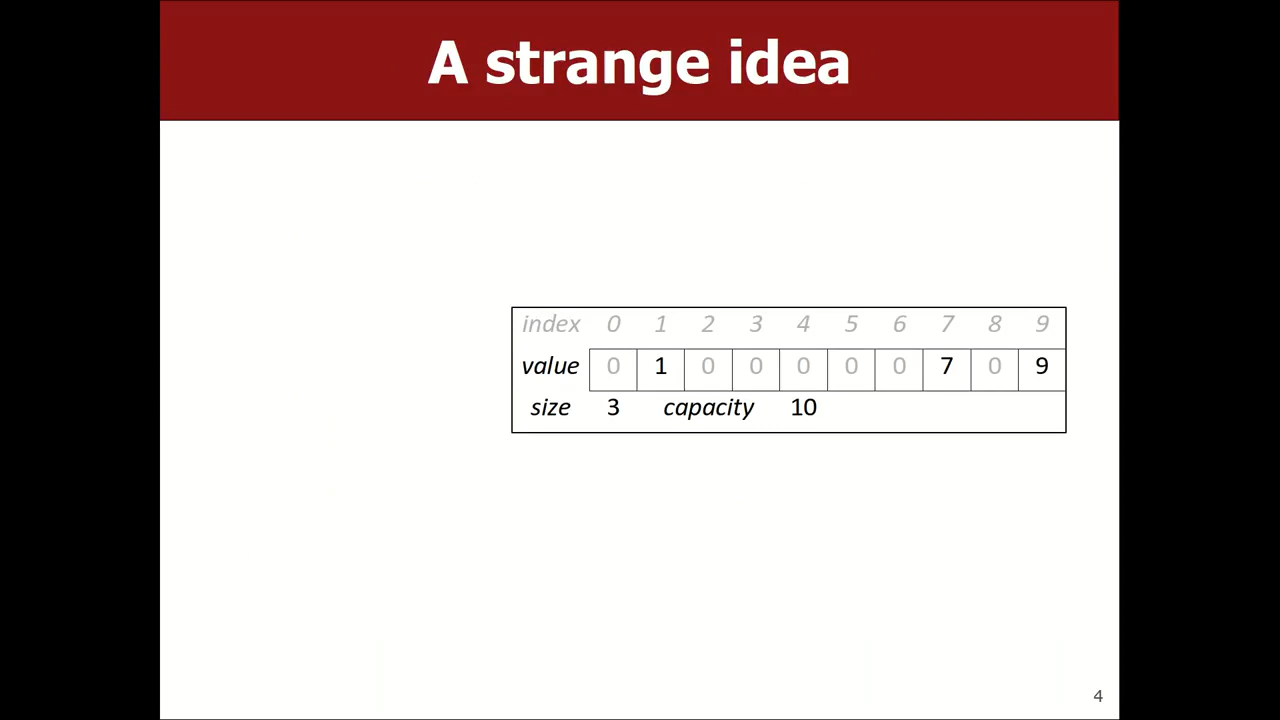 A strange idea
index 0 1 2 3 4 5 6 7 8 9
value 0 1 0 0 0 0 0 7 0 9
size 3 capacity 10
4